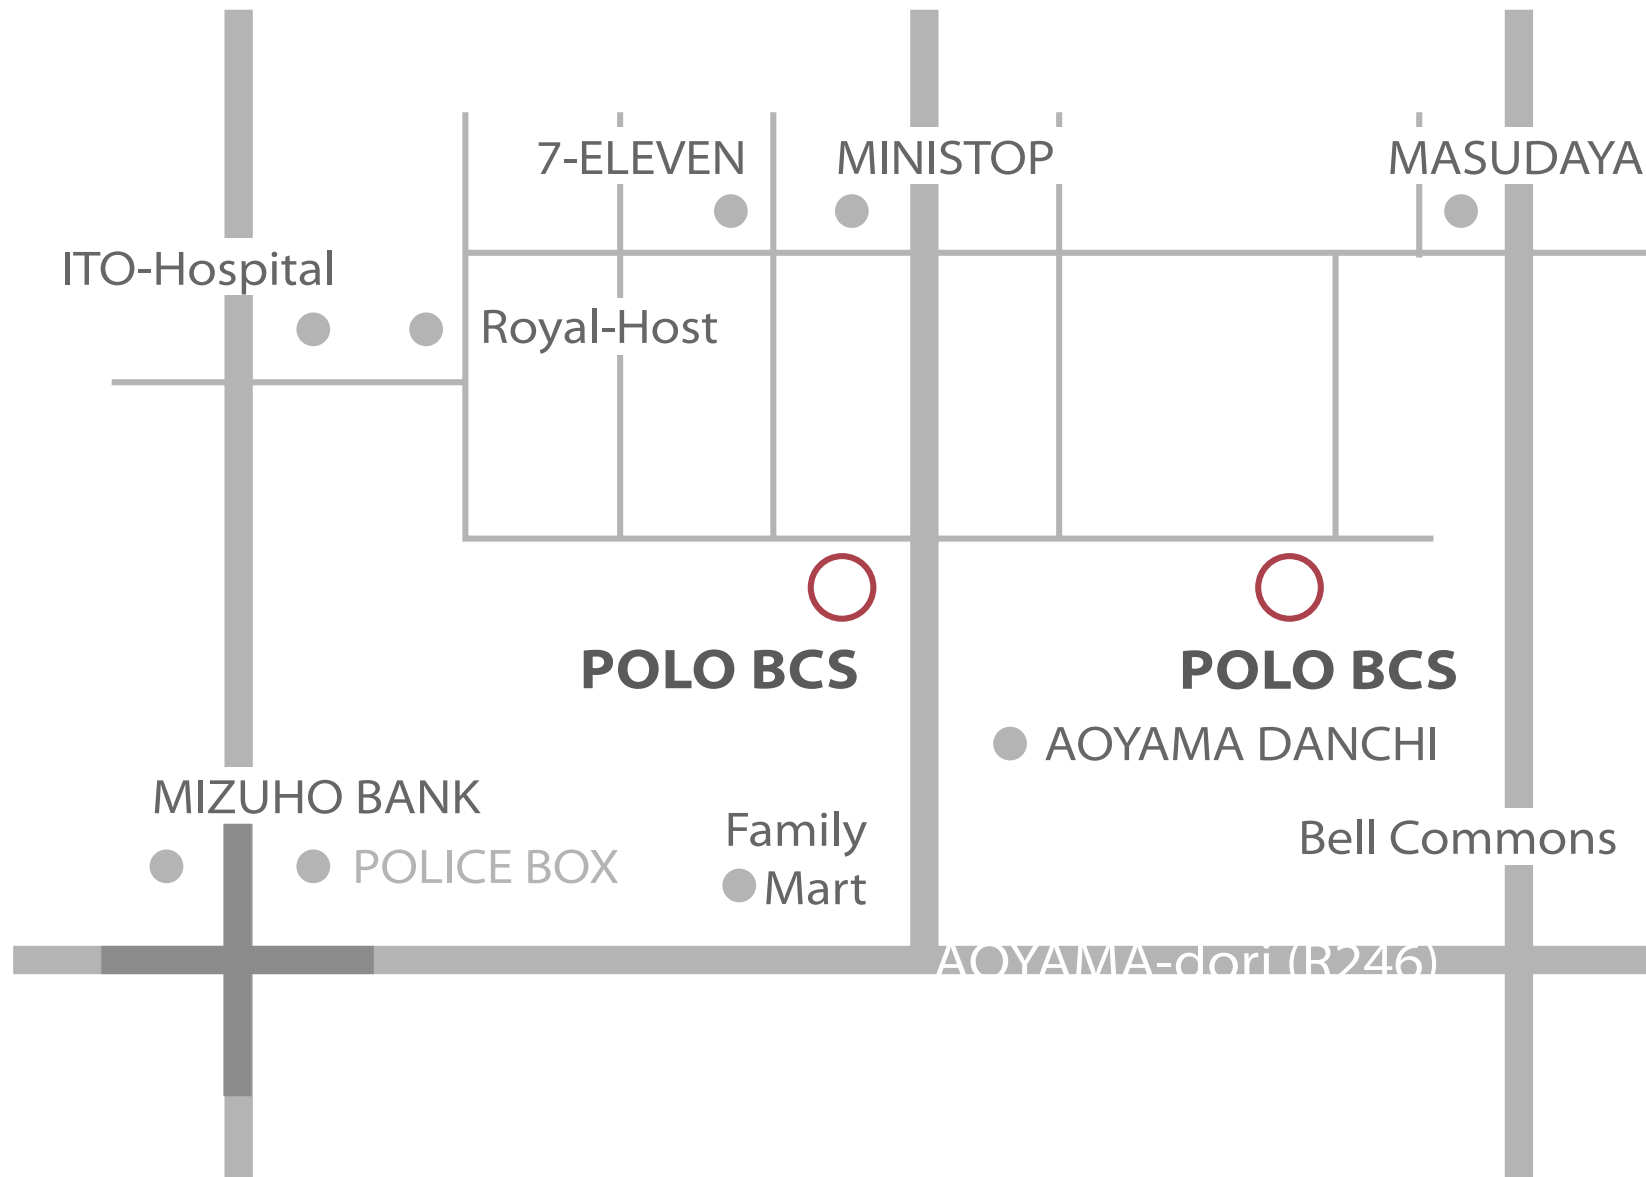 7-ELEVEN
MINISTOP
MASUDAYA
ITO-Hospital
Royal-Host
POLO BCS
POLO BCS
AOYAMA DANCHI
MIZUHO BANK
Family
Mart
Bell Commons
POLICE BOX
AOYAMA-dori (R246)